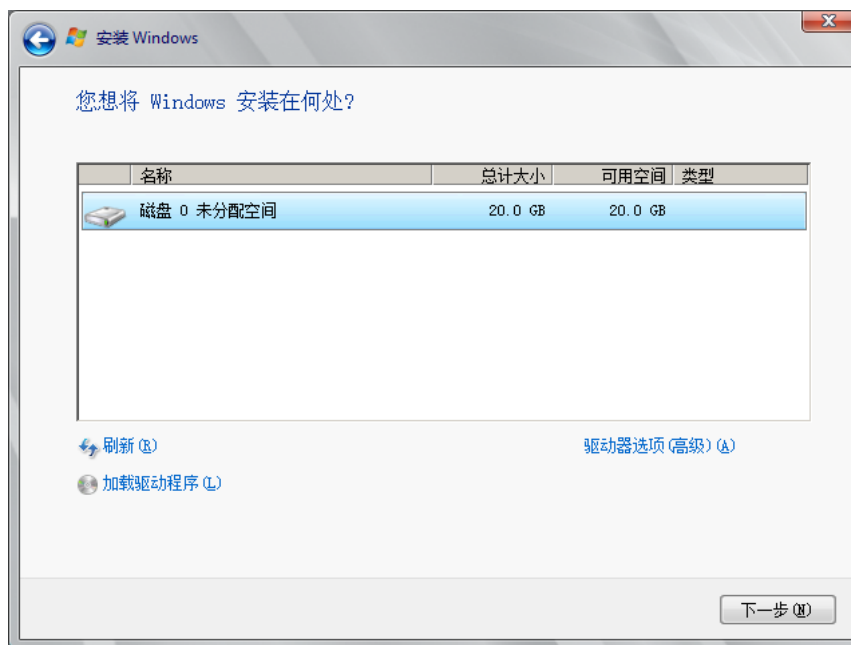 安装 Windows
您想将 Windows 安装在何处?
名称 总计大小 可用空间 类型
磁盘 0 未分配空间 20.0 GB 20.0 GB
刷新(R) 驱动器选项(高级)(A)
加载驱动程序(L)
下一步(N)